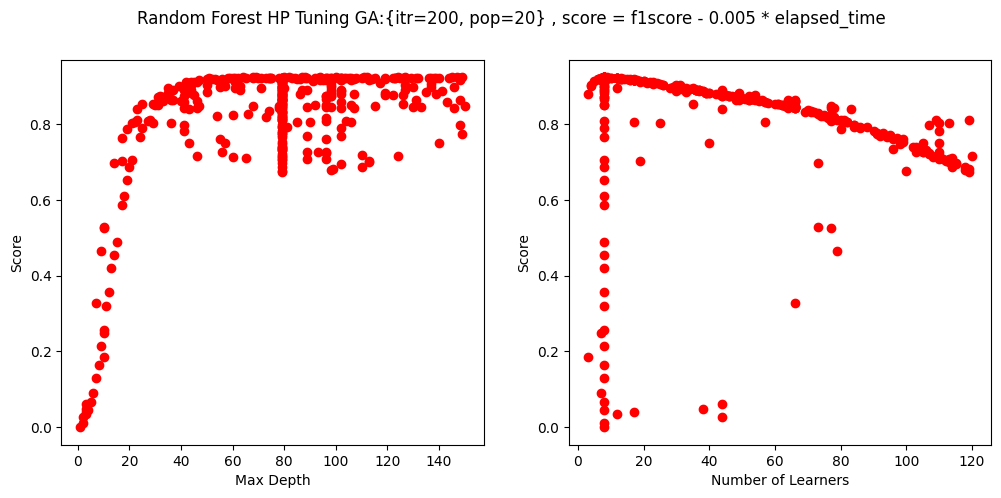 Random Forest HP Tuning GA:{itr=200, pop=20} , score = f1score - 0.005 * elapsed_time
Score
0.8
0.6
0.4
0.2
0.0
0 20 40 60 80 100 120 140
Max Depth
Score
0.8
0.6
0.4
0.2
0.0
0 20 40 60 80 100 120
Number of Learners